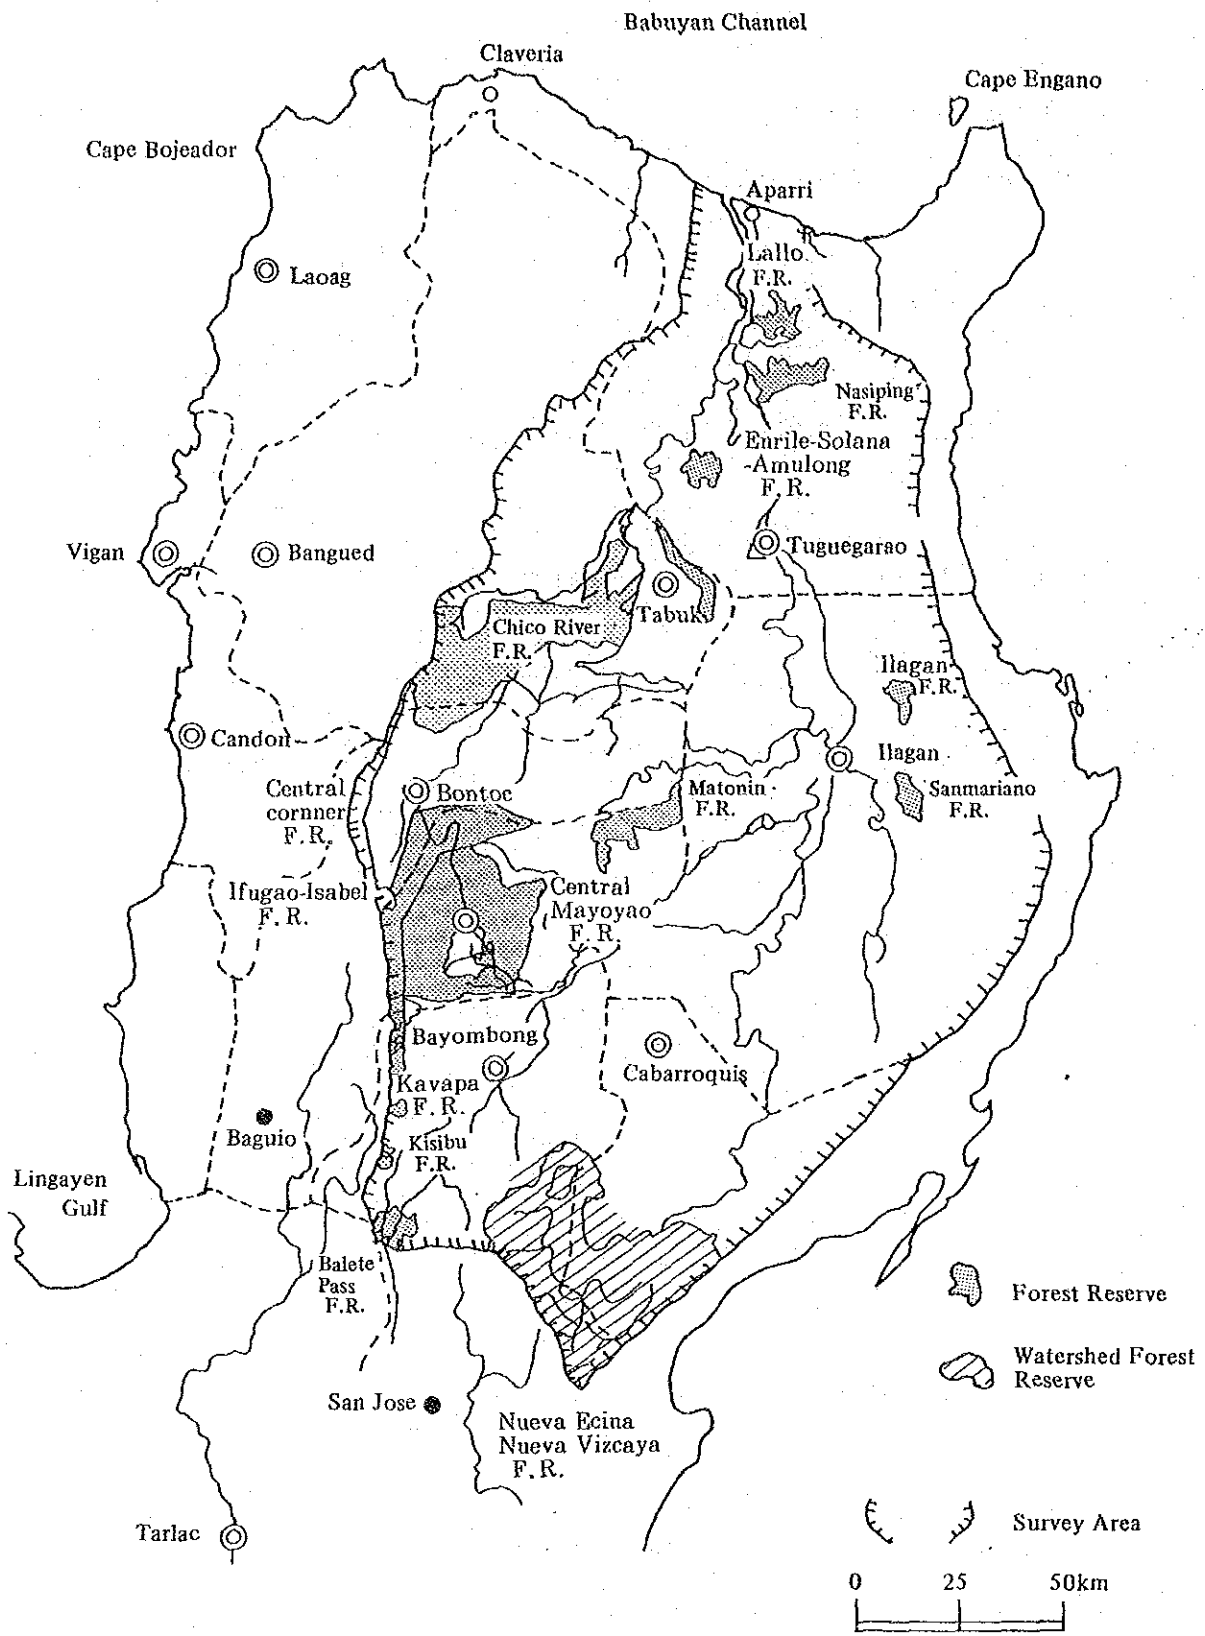 Babuyan Channel
Claveria
Cape Engano
Cape Bojeador
Aparri
Lallo
F.R.
Laoag
Nasiping
F.R.
Enrile-Solana
-Amulong
F.R.
Vigan
Bangued
Tuguegarao
Tabuk
Chico River
F.R.
Ilagan
F.R.
Candon
Ilagan
Central
cornner
F.R.
Bontoc
Matonin
F.R.
Sanmariano
F.R.
Ifugao-Isabel
F.R.
Central
Mayoyao
F.R.
Bayombong
Cabarroquis
Kavapa
F.R.
Baguio
Kisibu
F.R.
Lingayen
Gulf
Balete
Pass
F.R.
Forest Reserve
Watershed Forest
Reserve
San Jose
Nueva Ecina
Nueva Vizcaya
F.R.
Tarlac
Survey Area
0 25 50km